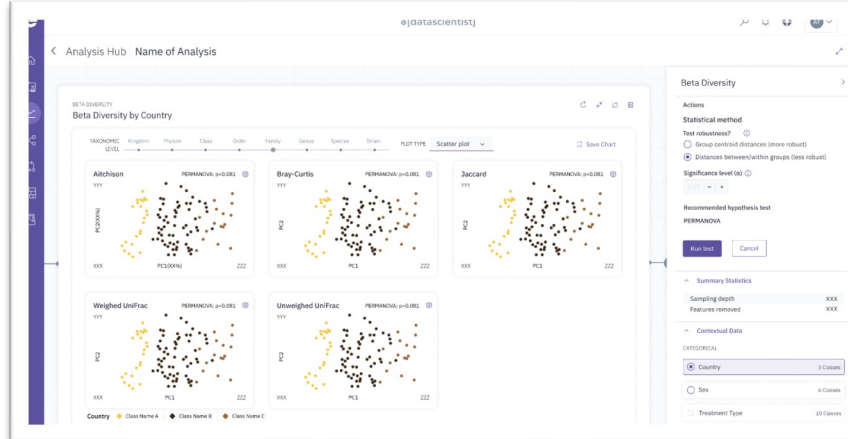 e[datascientist]
Analysis Hub Name of Analysis
BETA DIVERSITY
Beta Diversity by Country
TAXONOMIC LEVEL
Kingdom Phylum Class Order Family Genus Species Strain
PLOT TYPE Scatter plot
Save Chart
Aitchison PERMANOVA: p=0.081
YYY
PC2(XX%)
XXX PC1(XX%) ZZZ
Bray-Curtis PERMANOVA: p=0.081
YYY
PC2
XXX PC1 ZZZ
Jaccard PERMANOVA: p=0.081
YYY
PC2
XXX PC1 ZZZ
Weighed UniFrac PERMANOVA: p=0.081
YYY
PC2
XXX PC1 ZZZ
Unweighed UniFrac PERMANOVA: p=0.081
YYY
PC2
XXX PC1 ZZZ
Country Class Name A Class Name B Class Name C
Beta Diversity
Actions
Statistical method
Test robustness?
Group centroid distances (more robust)
Distances between/within groups (less robust)
Significance level (α)
Recommended hypothesis test
PERMANOVA
Run test Cancel
Summary Statistics
Sampling depth XXX
Features removed XXX
Contextual Data
CATEGORICAL
Country 3 Classes
Sex 6 Classes
Treatment Type 10 Classes